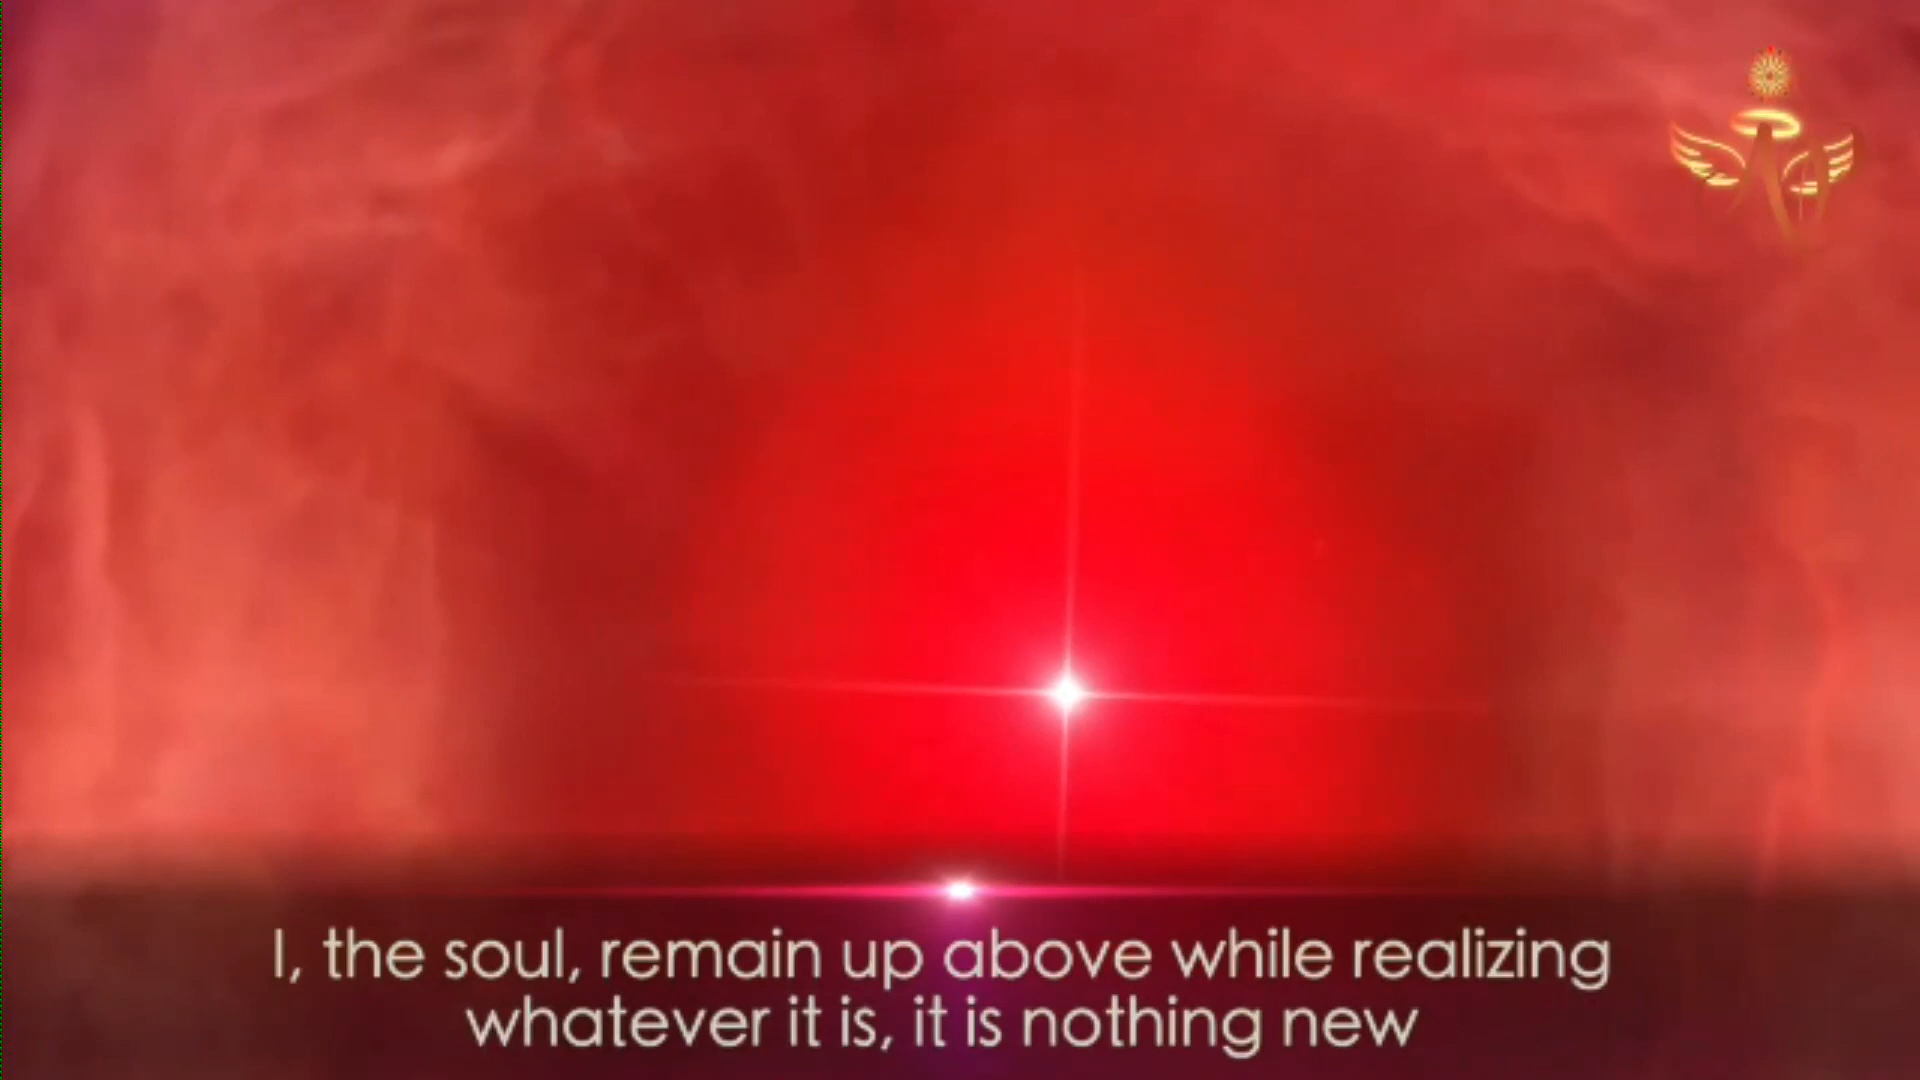 I, the soul, remain up above while realizing
whatever it is, it is nothing new